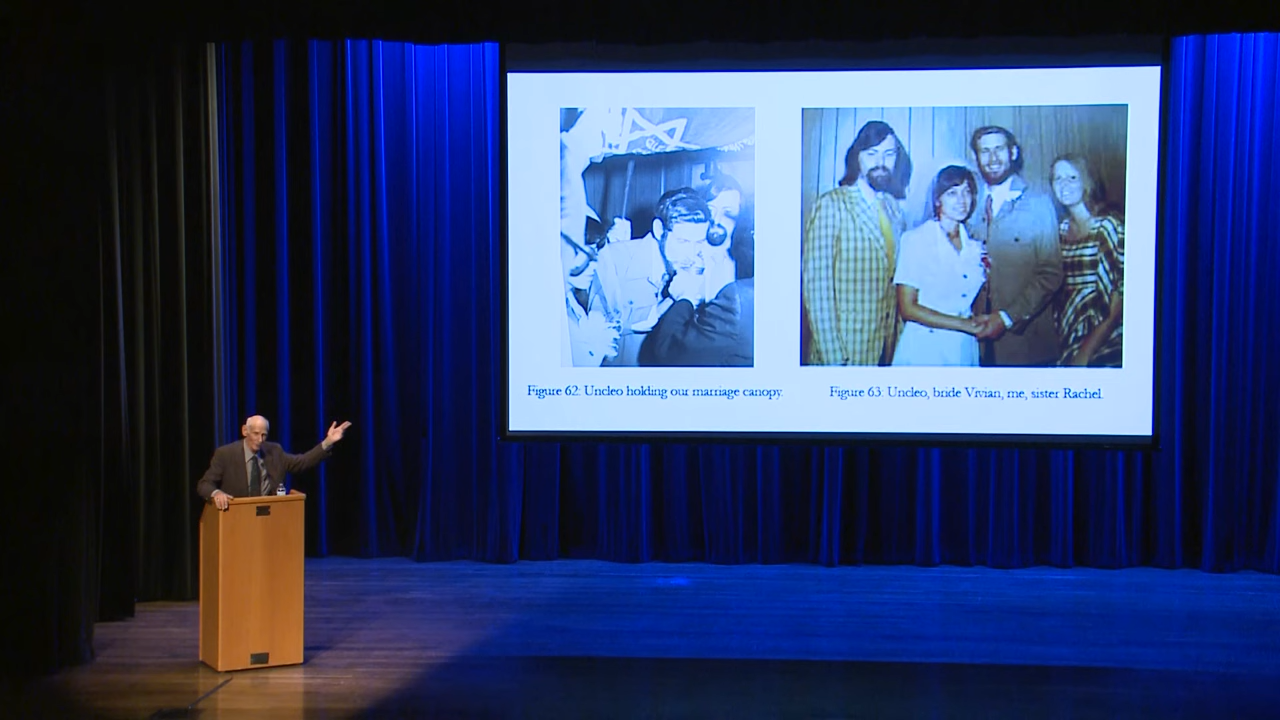 Figure 62: Uncleo holding our marriage canopy.
Figure 63. Uncleo, bride Vivian, me, sister Rachel.